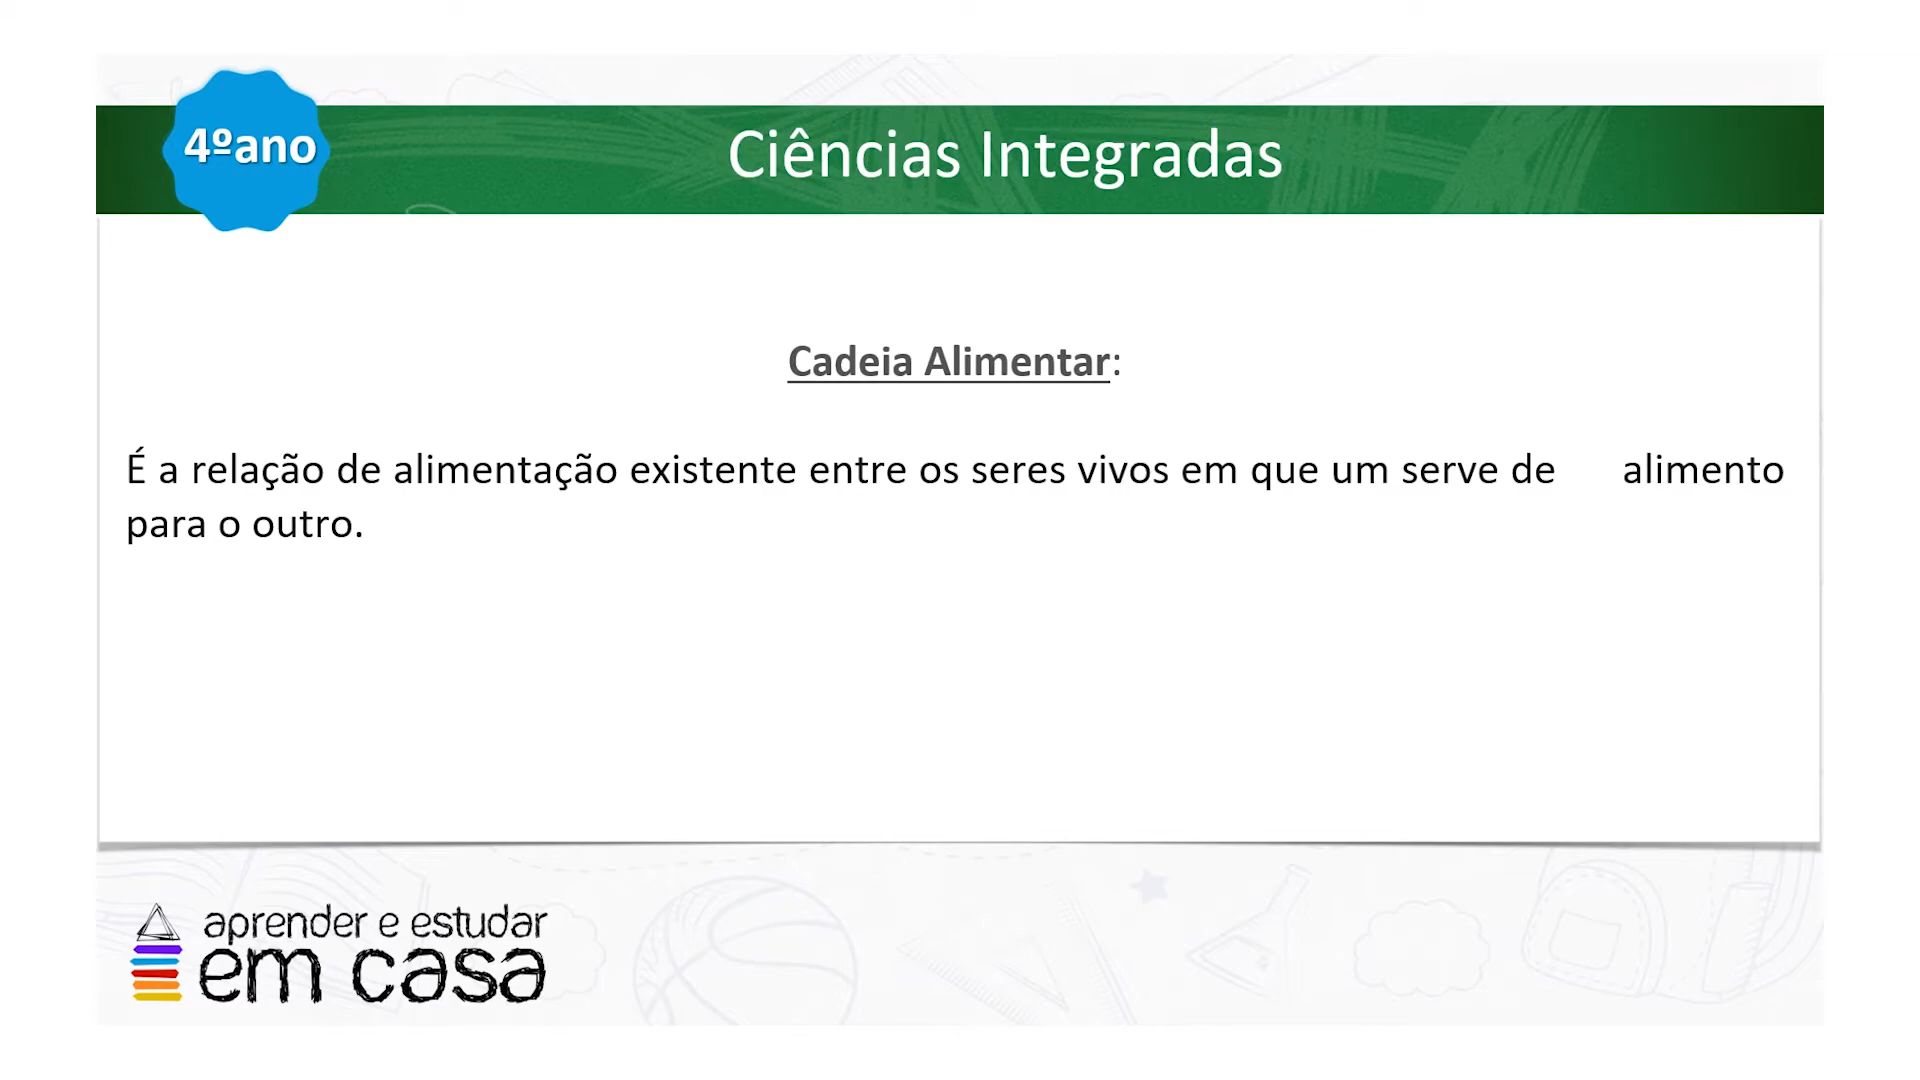 4ºano
Ciências Integradas
Cadeia Alimentar:
É a relação de alimentação existente entre os seres vivos em que um serve de alimento
para o outro.
aprender e estudar
em casa